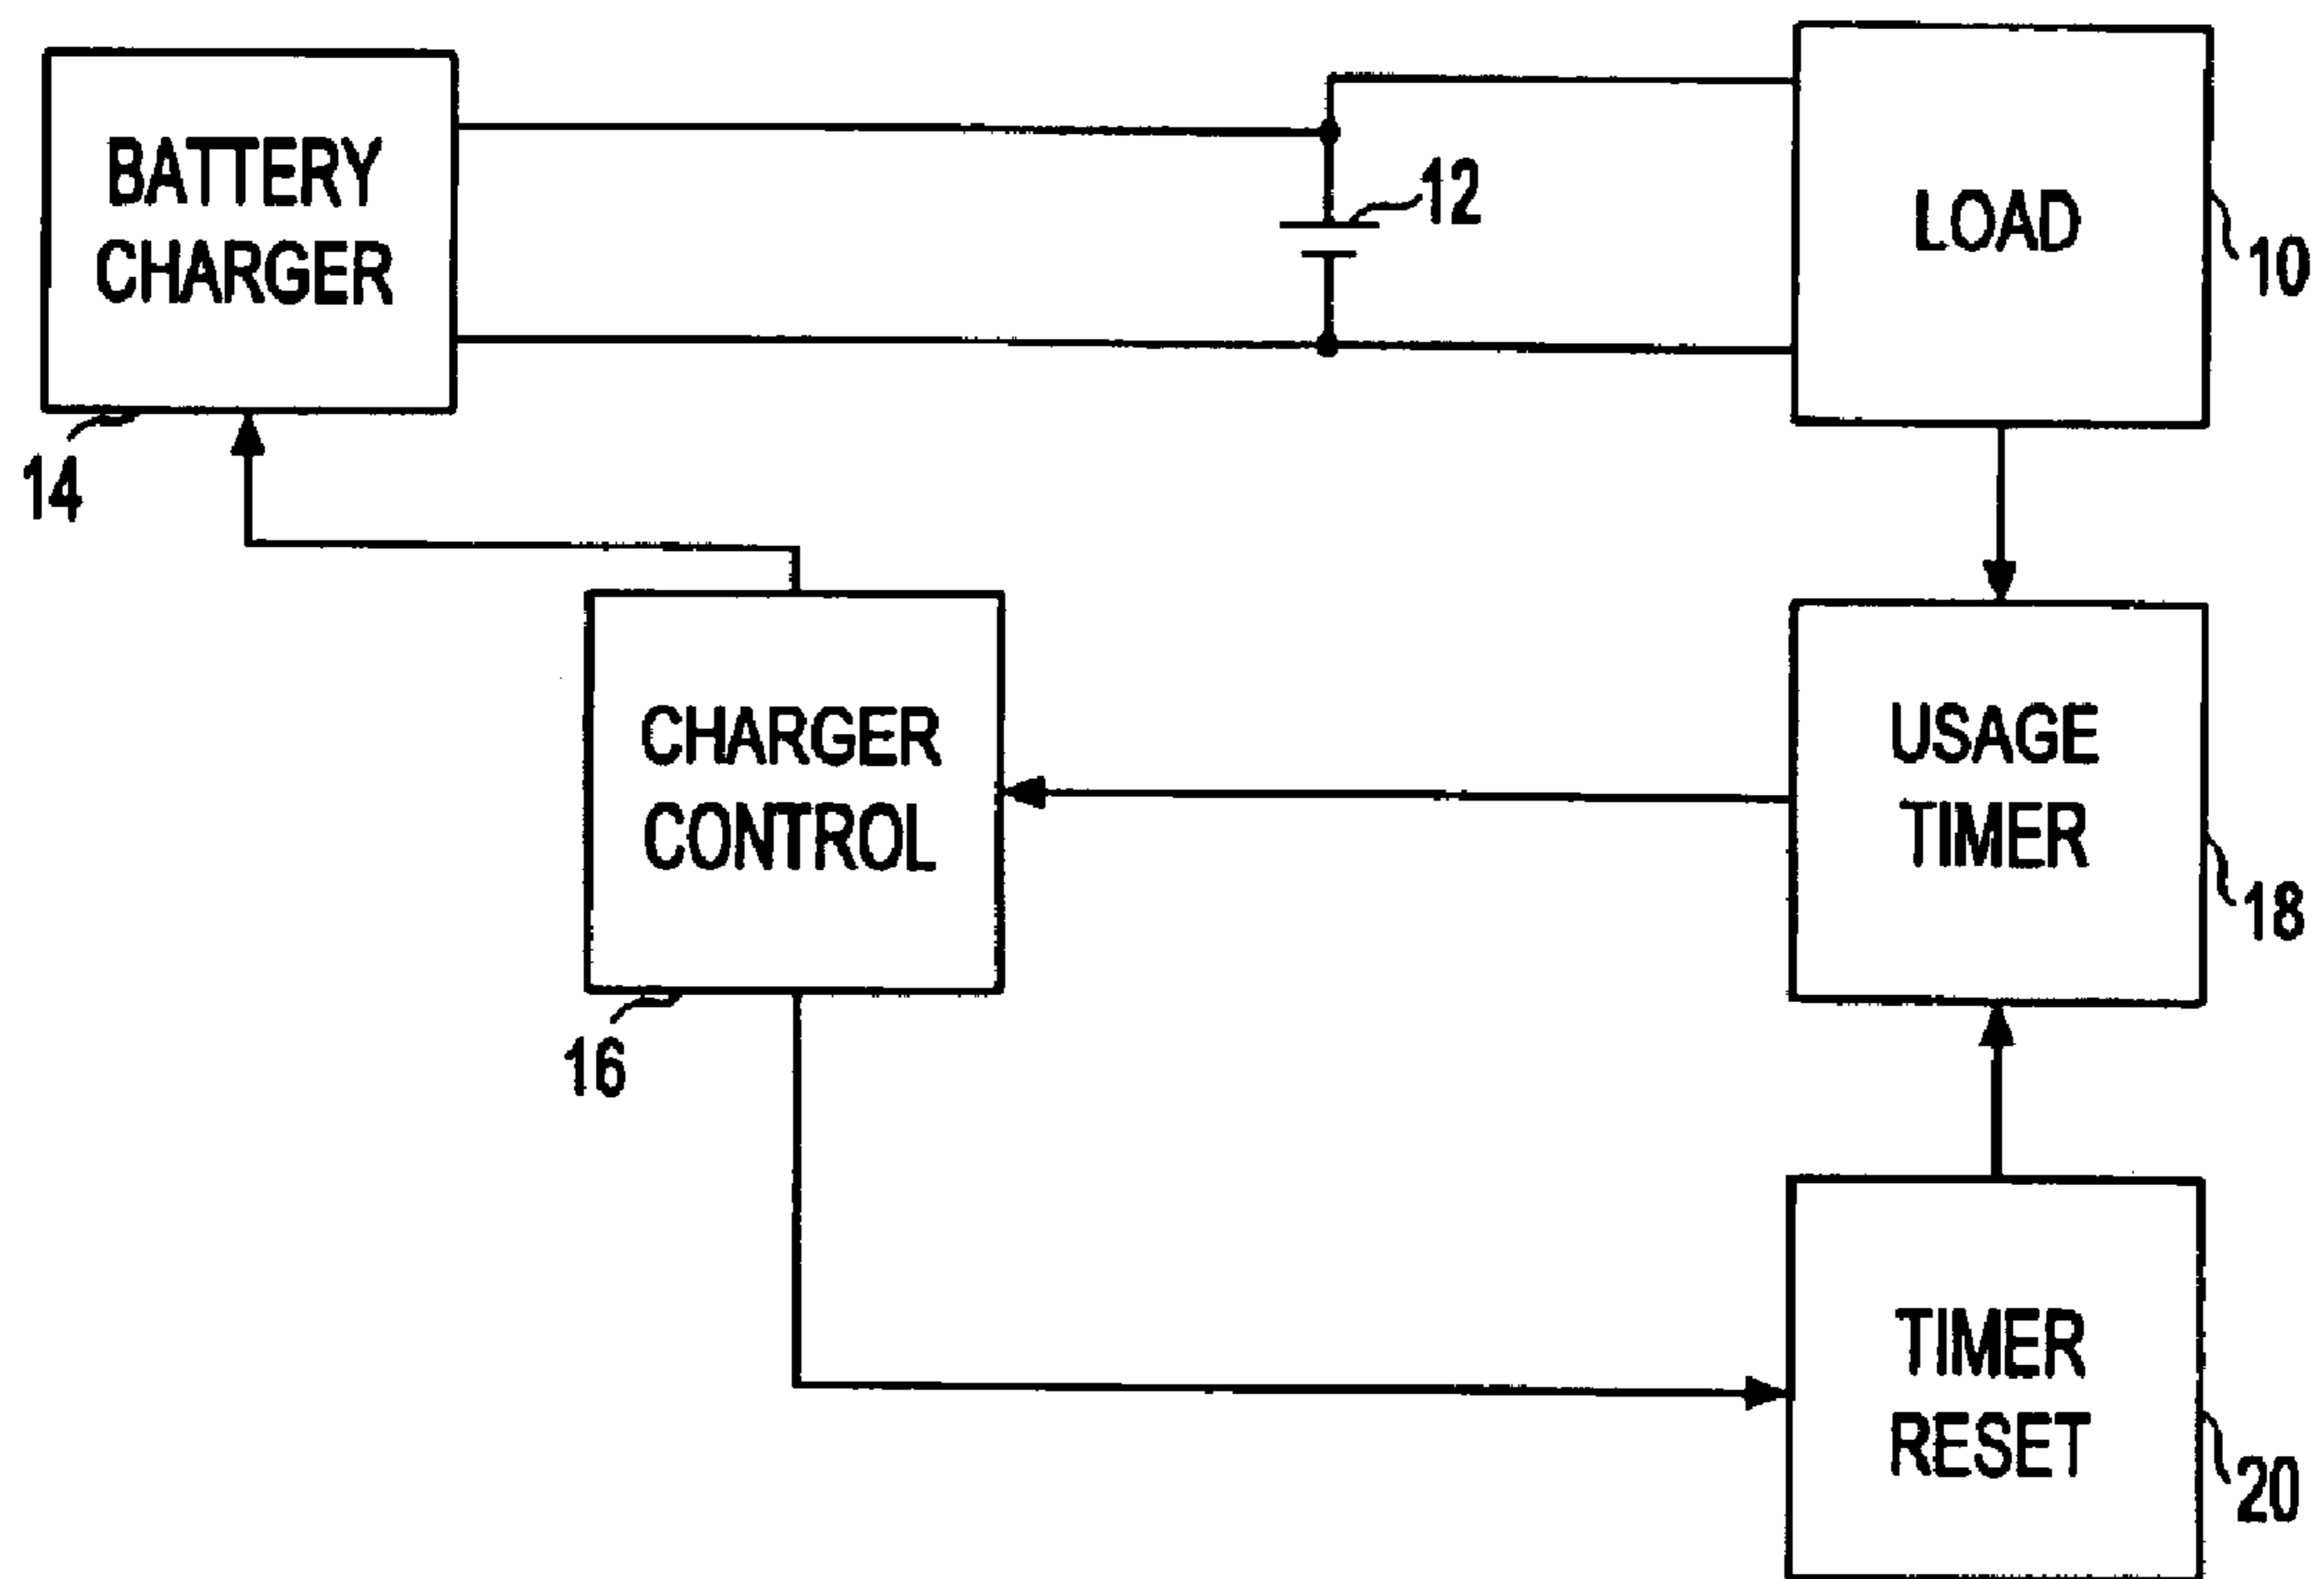 BATTERY
CHARGER
14
12
LOAD
10
CHARGER
CONTROL
16
USAGE
TIMER
18
TIMER
RESET
20